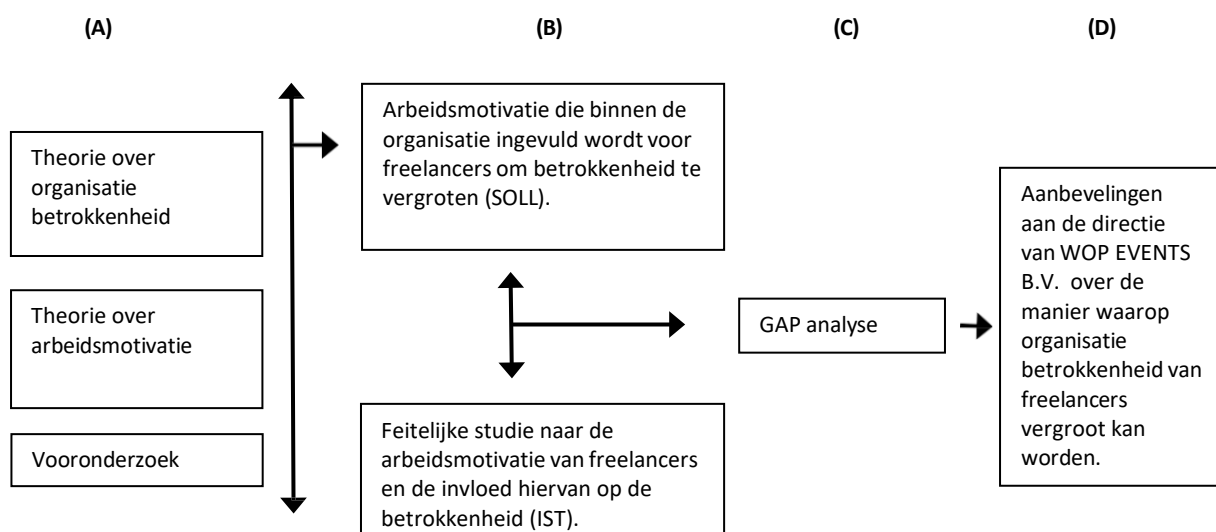 (A) (B) (C) (D)
Theorie over
organisatie
betrokkenheid
Theorie over
arbeidsmotivatie
Vooronderzoek
Arbeidsmotivatie die binnen de
organisatie ingevuld wordt voor
freelancers om betrokkenheid te
vergroten (SOLL).
Feitelijke studie naar de
arbeidsmotivatie van freelancers
en de invloed hiervan op de
betrokkenheid (IST).
GAP analyse
Aanbevelingen
aan de directie
van WOP EVENTS
B.V. over de
manier waarop
organisatie
betrokkenheid van
freelancers
vergroot kan
worden.